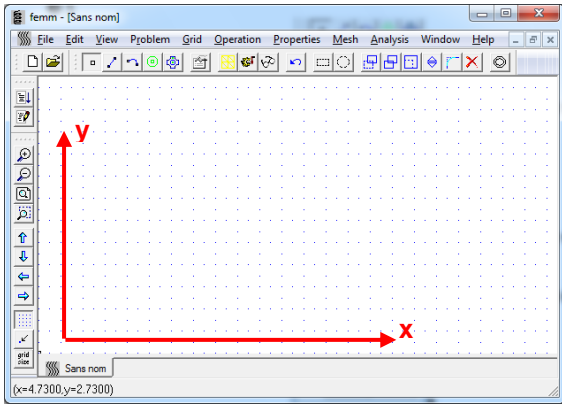 femm - [Sans nom]
File Edit View Problem Grid Operation Properties Mesh Analysis Window Help
y
x
grid
size
Sans nom
(x=4.7300,y=2.7300)